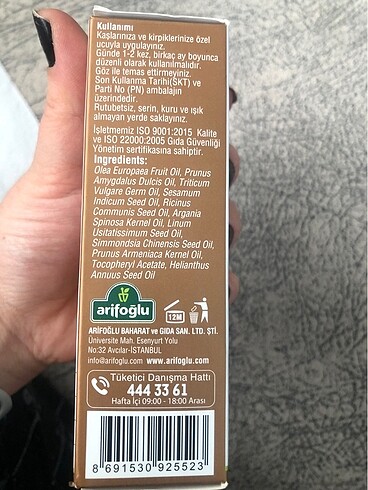 Kullanımı
Kaşlarınıza ve kirpiklerinize özel
ucuyla uygulayınız.
Günde 1-2 kez, birkaç ay boyunca
düzenli olarak kullanılmalıdır.
Göz ile temas ettirmeyiniz.
Son Kullanma Tarihi(SKT) ve
Parti No (PN) ambalajın
üzerindedir.
Rutubetsiz, serin, kuru ve ışık
almayan yerde saklayınız.
İşletmemiz ISO 9001:2015 Kalite
ve ISO 22000:2005 Gıda Güvenliği
Yönetim sertifikasına sahiptir.
Ingredients:
Olea Europaea Fruit Oil, Prunus
Amygdalus Dulcis Oil, Triticum
Vulgare Germ Oil, Sesamum
Indicum Seed Oil, Ricinus
Communis Seed Oil, Argania
Spinosa Kernel Oil, Linum
Usitatissimum Seed Oil,
Simmondsia Chinensis Seed Oil,
Prunus Armeniaca Kernel Oil,
Tocopheryl Acetate, Helianthus
Annuus Seed Oil
arifoğlu
12M
ARİFOĞLU BAHARAT ve GIDA SAN. LTD. ŞTİ.
Üniversite Mah. Esenyurt Yolu
No:32 Avcılar-İSTANBUL
info@arifoglu.com www.arifoglu.com
Tüketici Danışma Hattı
444 33 61
Hafta İçi 09:00 - 18:00 Arası
8 691530 925523